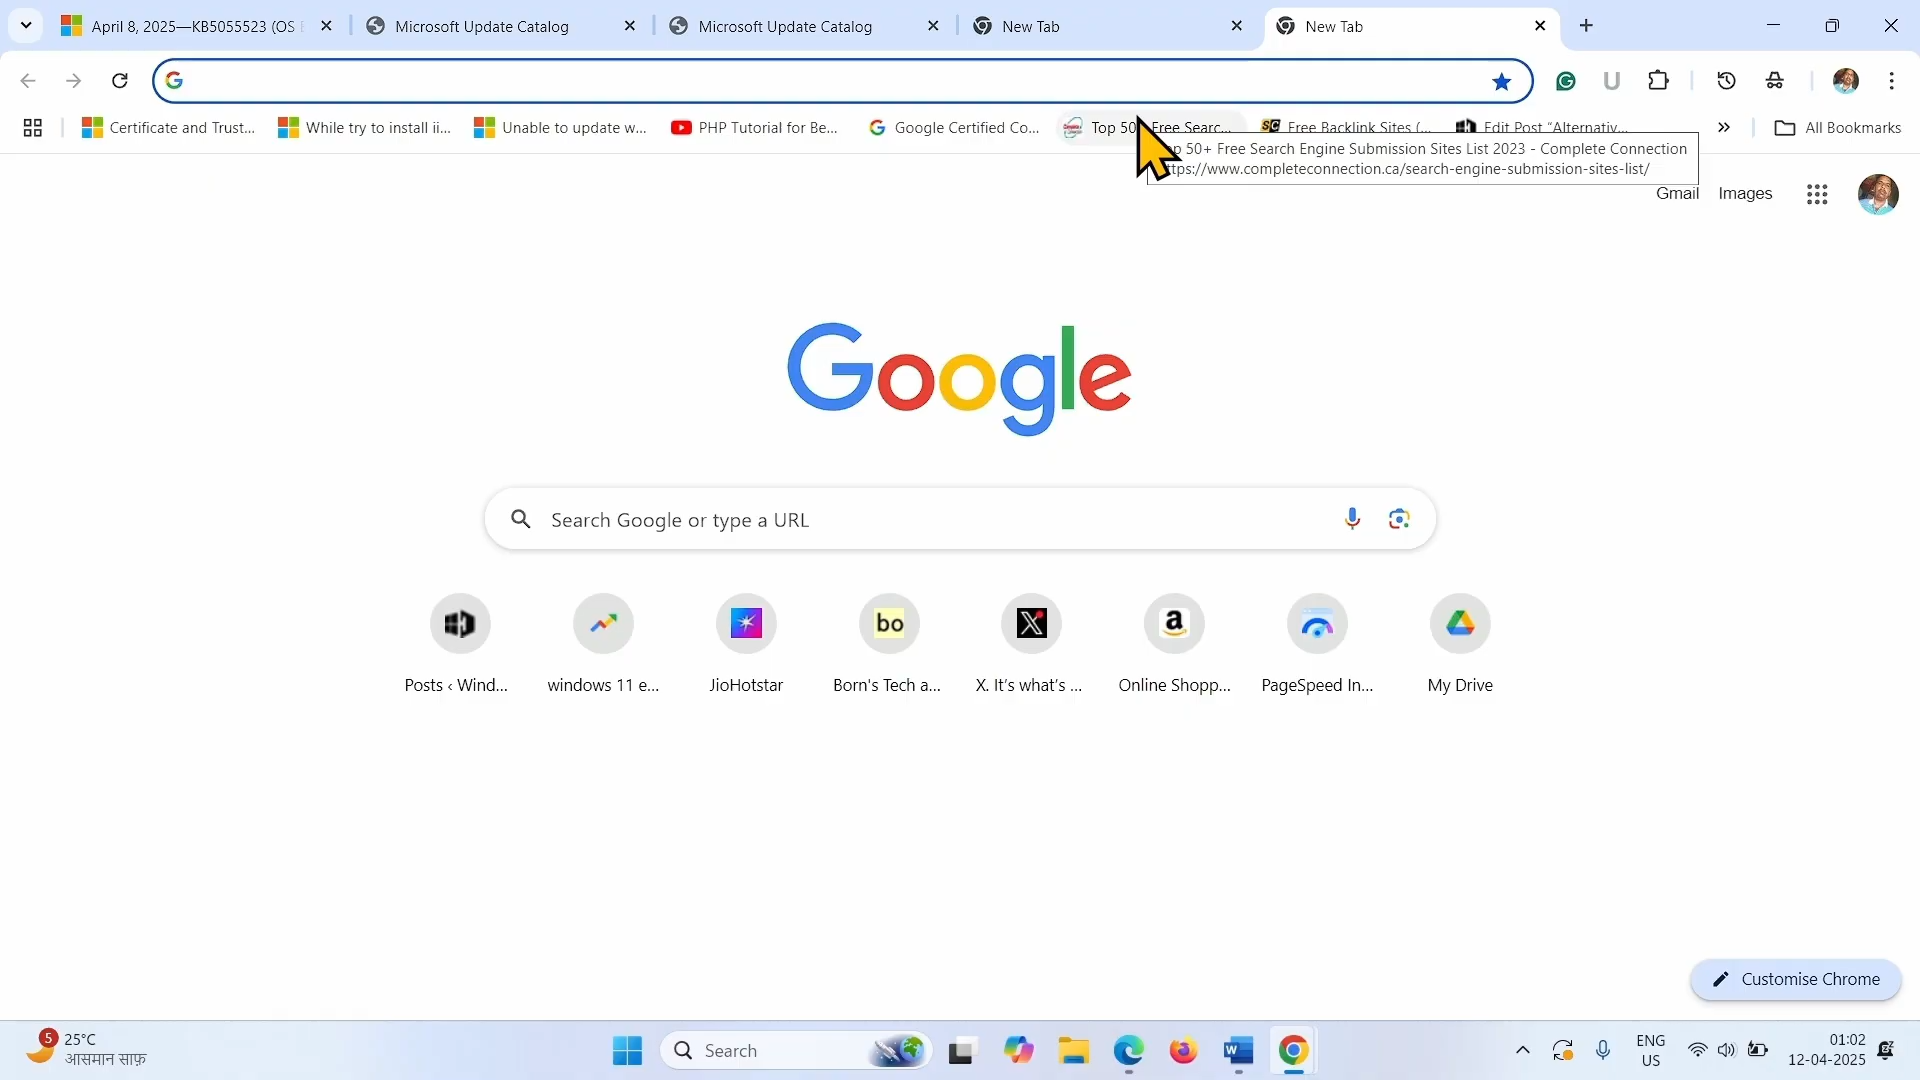 April 8, 2025—KB5055523 (OS
Microsoft Update Catalog
Microsoft Update Catalog
New Tab
New Tab
Certificate and Trust...
While try to install ii...
Unable to update w...
PHP Tutorial for Be...
Google Certified Co...
Top 50 Free Searc...
Free Backlink Sites (...
Edit Post “Alternativ...
All Bookmarks
op 50+ Free Search Engine Submission Sites List 2023 - Complete Connection
ttps://www.completeconnection.ca/search-engine-submission-sites-list/
Gmail
Images
Google
Search Google or type a URL
bo
a
Posts ‹ Wind...
windows 11 e...
JioHotstar
Born's Tech a...
X. It’s what’s ...
Online Shopp...
PageSpeed In...
My Drive
Customise Chrome
5
25°C
आसमान साफ़
Search
ENG
US
01:02
12-04-2025